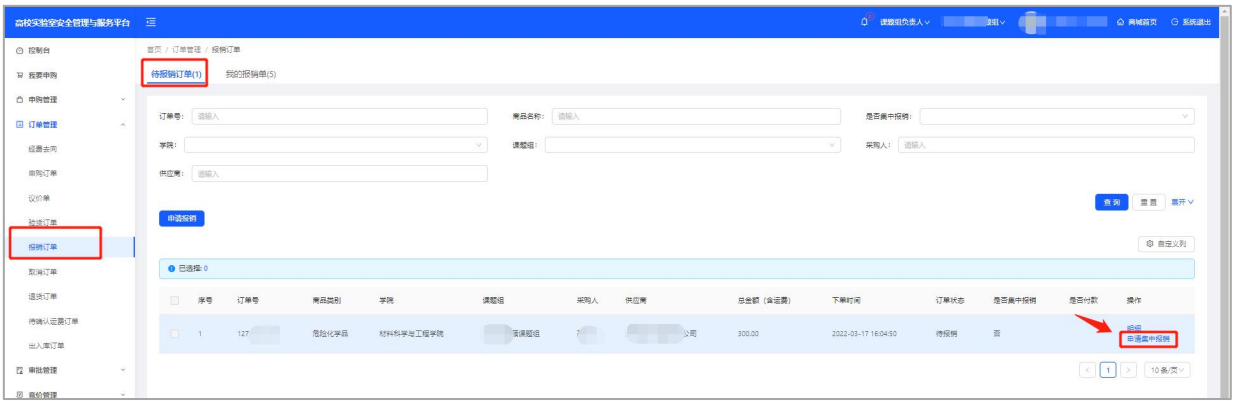 高校实验室安全管理与服务平台 课题组负责人 商城首页 系统退出
控制台
我要申购
申购管理
订单管理
经费去向
申购订单
议价单
验货订单
报销订单
取消订单
退货订单
待确认运费订单
出入库订单
审批管理
竞价管理
首页 / 订单管理 / 报销订单
待报销订单(1) 我的报销单(5)
订单号: 请输入 商品名称: 请输入 是否集中报销:
学院: 课题组: 采购人: 请输入
供应商: 请输入
查询 重置 展开
申请报销
自定义列
已选择: 0
序号 订单号 商品类别 学院 课题组 采购人 供应商 总金额（含运费） 下单时间 订单状态 是否集中报销 是否付款 操作
1 127 危险化学品 材料科学与工程学院 课题组 公司 300.00 2022-03-17 16:04:50 待报销 否 明细
申请集中报销
1 10 条/页